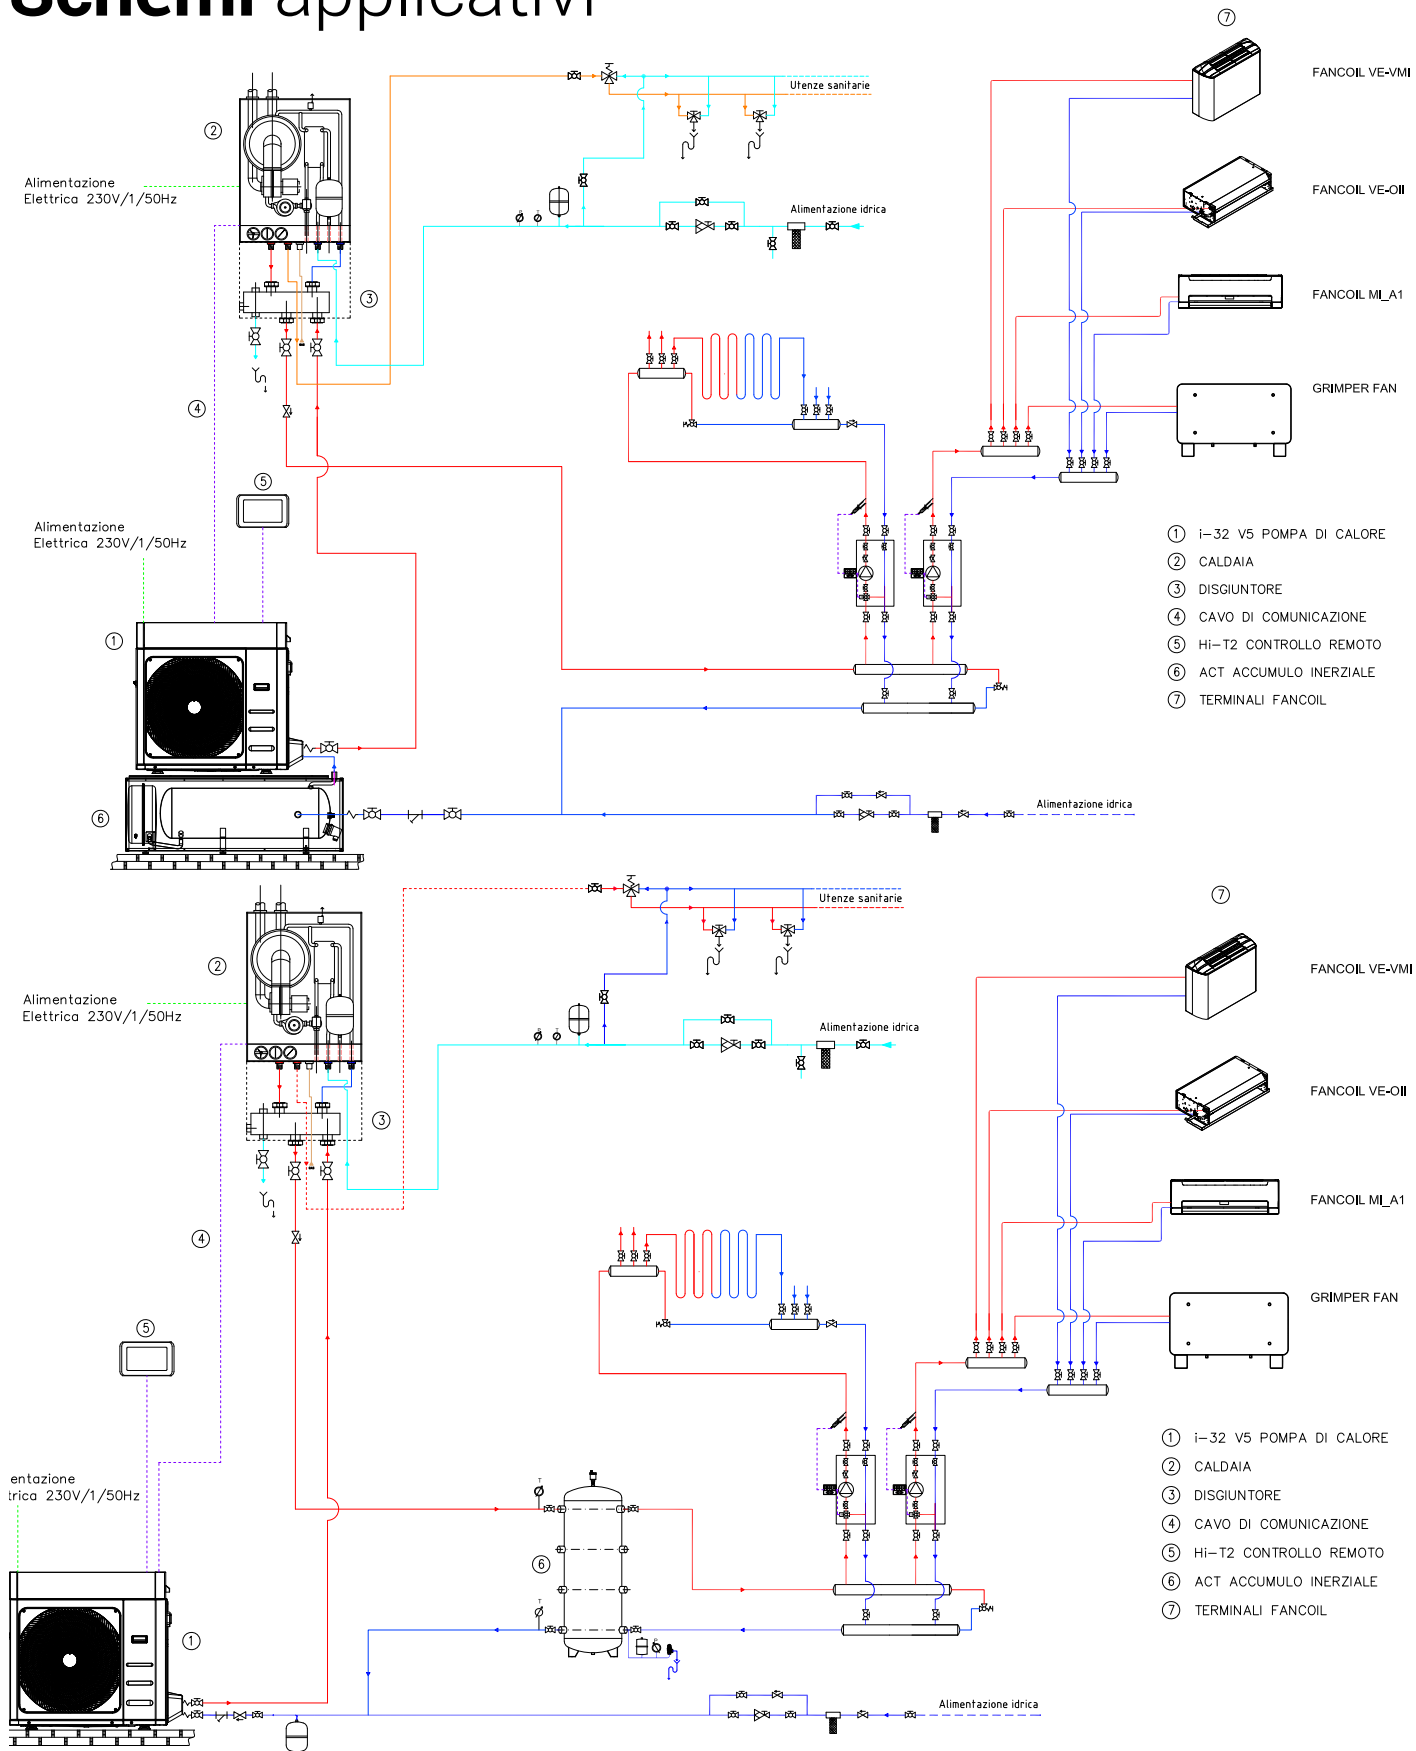 Schemi applicativi
7
FANCOIL VE-VMI
Utenze sanitarie
2
Alimentazione
Elettrica 230V/1/50Hz
FANCOIL VE-OII
Alimentazione idrica
3
FANCOIL MI_A1
4
GRIMPER FAN
5
Alimentazione
Elettrica 230V/1/50Hz
1
1 i-32 V5 POMPA DI CALORE
2 CALDAIA
3 DISGIUNTORE
4 CAVO DI COMUNICAZIONE
5 Hi-T2 CONTROLLO REMOTO
6 ACT ACCUMULO INERZIALE
7 TERMINALI FANCOIL
6
Alimentazione idrica
7
Utenze sanitarie
2
FANCOIL VE-VMI
Alimentazione
Elettrica 230V/1/50Hz
Alimentazione idrica
FANCOIL VE-OII
3
FANCOIL MI_A1
4
GRIMPER FAN
5
entazione
trica 230V/1/50Hz
T
6
T
1
1 i-32 V5 POMPA DI CALORE
2 CALDAIA
3 DISGIUNTORE
4 CAVO DI COMUNICAZIONE
5 Hi-T2 CONTROLLO REMOTO
6 ACT ACCUMULO INERZIALE
7 TERMINALI FANCOIL
Alimentazione idrica